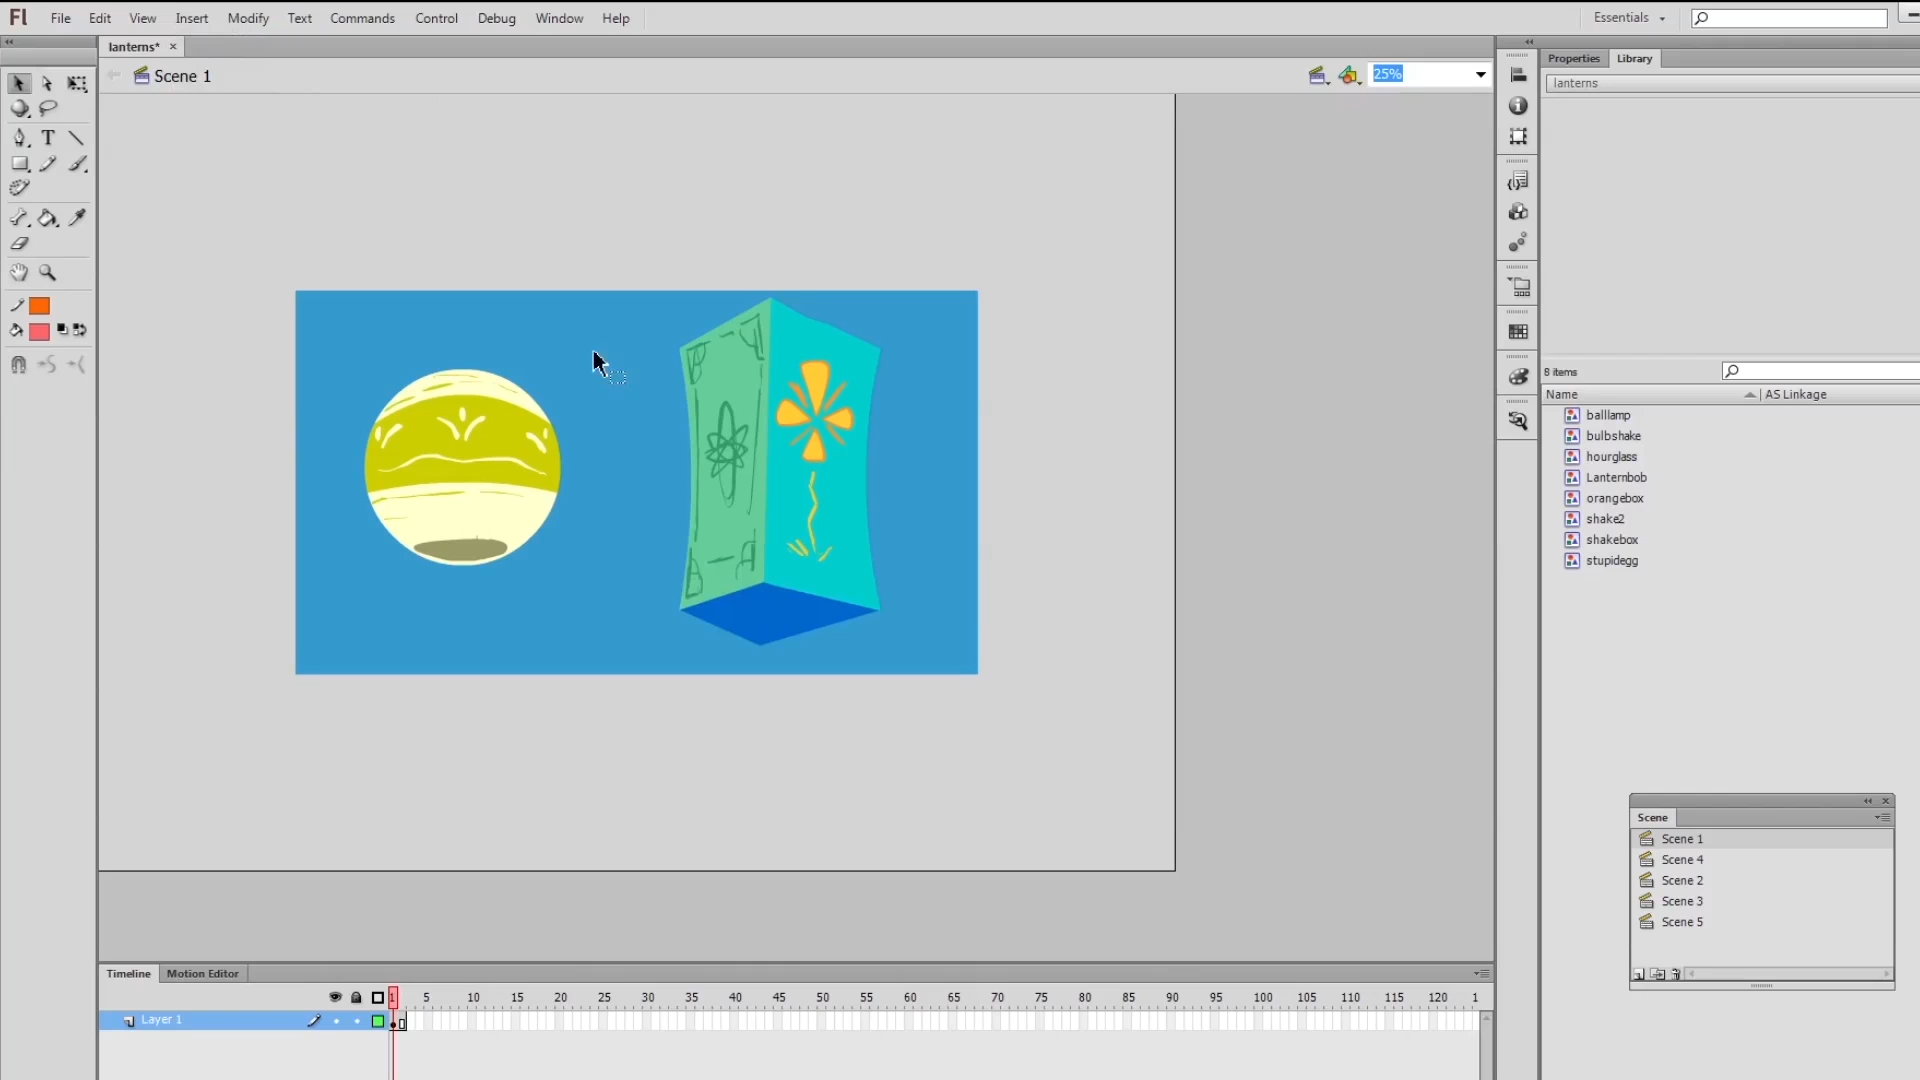 Fl File Edit View Insert Modify Text Commands Control Debug Window Help Essentials
lanterns*
Scene 1 25%
Properties Library
lanterns
8 items
Name AS Linkage
balllamp
bulbshake
hourglass
Lanternbob
orangebox
shake2
shakebox
stupidegg
Scene
Scene 1
Scene 4
Scene 2
Scene 3
Scene 5
Timeline Motion Editor
1 5 10 15 20 25 30 35 40 45 50 55 60 65 70 75 80 85 90 95 100 105 110 115 120 1
Layer 1